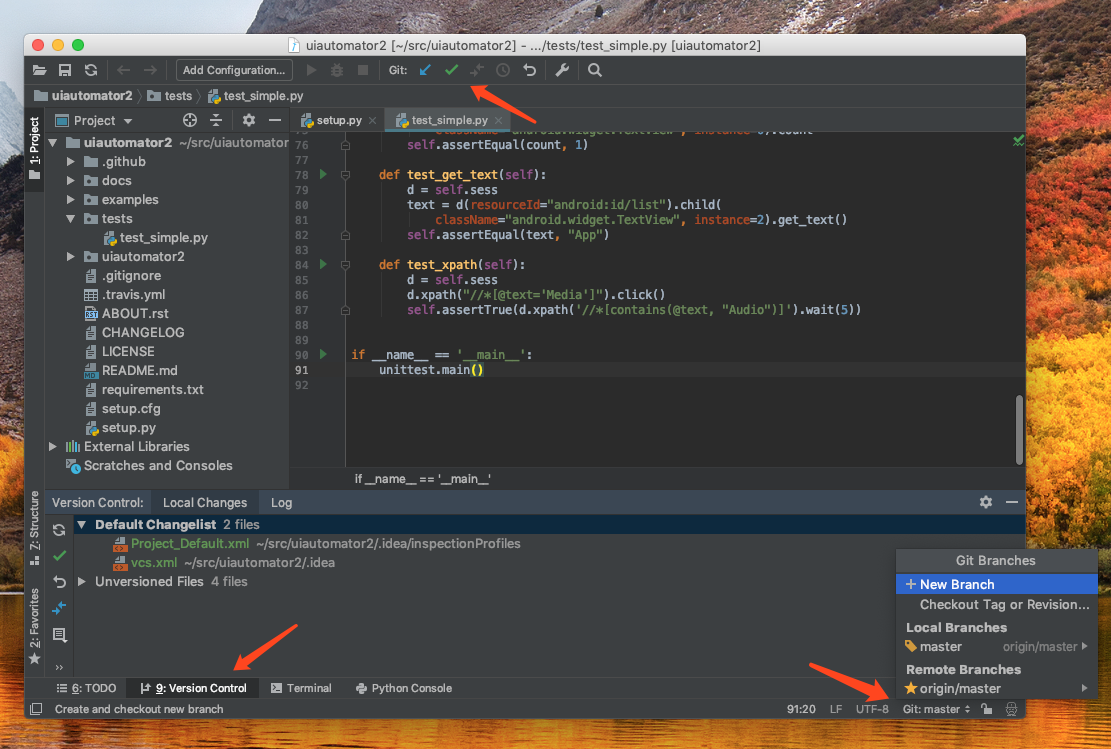 uiautomator2 [~/src/uiautomator2] - .../tests/test_simple.py [uiautomator2]
Add Configuration... Git:
uiautomator2 tests test_simple.py
1: Project
Project
uiautomator2 ~/src/uiautomator
.github
docs
examples
tests
test_simple.py
uiautomator2
.gitignore
.travis.yml
ABOUT.rst
CHANGELOG
LICENSE
README.md
requirements.txt
setup.cfg
setup.py
External Libraries
Scratches and Consoles
setup.py test_simple.py
76 self.assertEqual(count, 1)
77
78 def test_get_text(self):
79 d = self.sess
80 text = d(resourceId="android:id/list").child(
81 className="android.widget.TextView", instance=2).get_text()
82 self.assertEqual(text, "App")
83
84 def test_xpath(self):
85 d = self.sess
86 d.xpath("//*[@text='Media']").click()
87 self.assertTrue(d.xpath('//*[contains(@text, "Audio")]').wait(5))
88
89
90 if __name__ == '__main__':
91 unittest.main()
92
if __name__ == '__main__'
Z: Structure
2: Favorites
Version Control: Local Changes Log
Default Changelist 2 files
Project_Default.xml ~/src/uiautomator2/.idea/inspectionProfiles
vcs.xml ~/src/uiautomator2/.idea
Unversioned Files 4 files
Git Branches
+ New Branch
Checkout Tag or Revision...
Local Branches
master origin/master
Remote Branches
origin/master
6: TODO 9: Version Control Terminal Python Console
Create and checkout new branch 91:20 LF UTF-8 Git: master